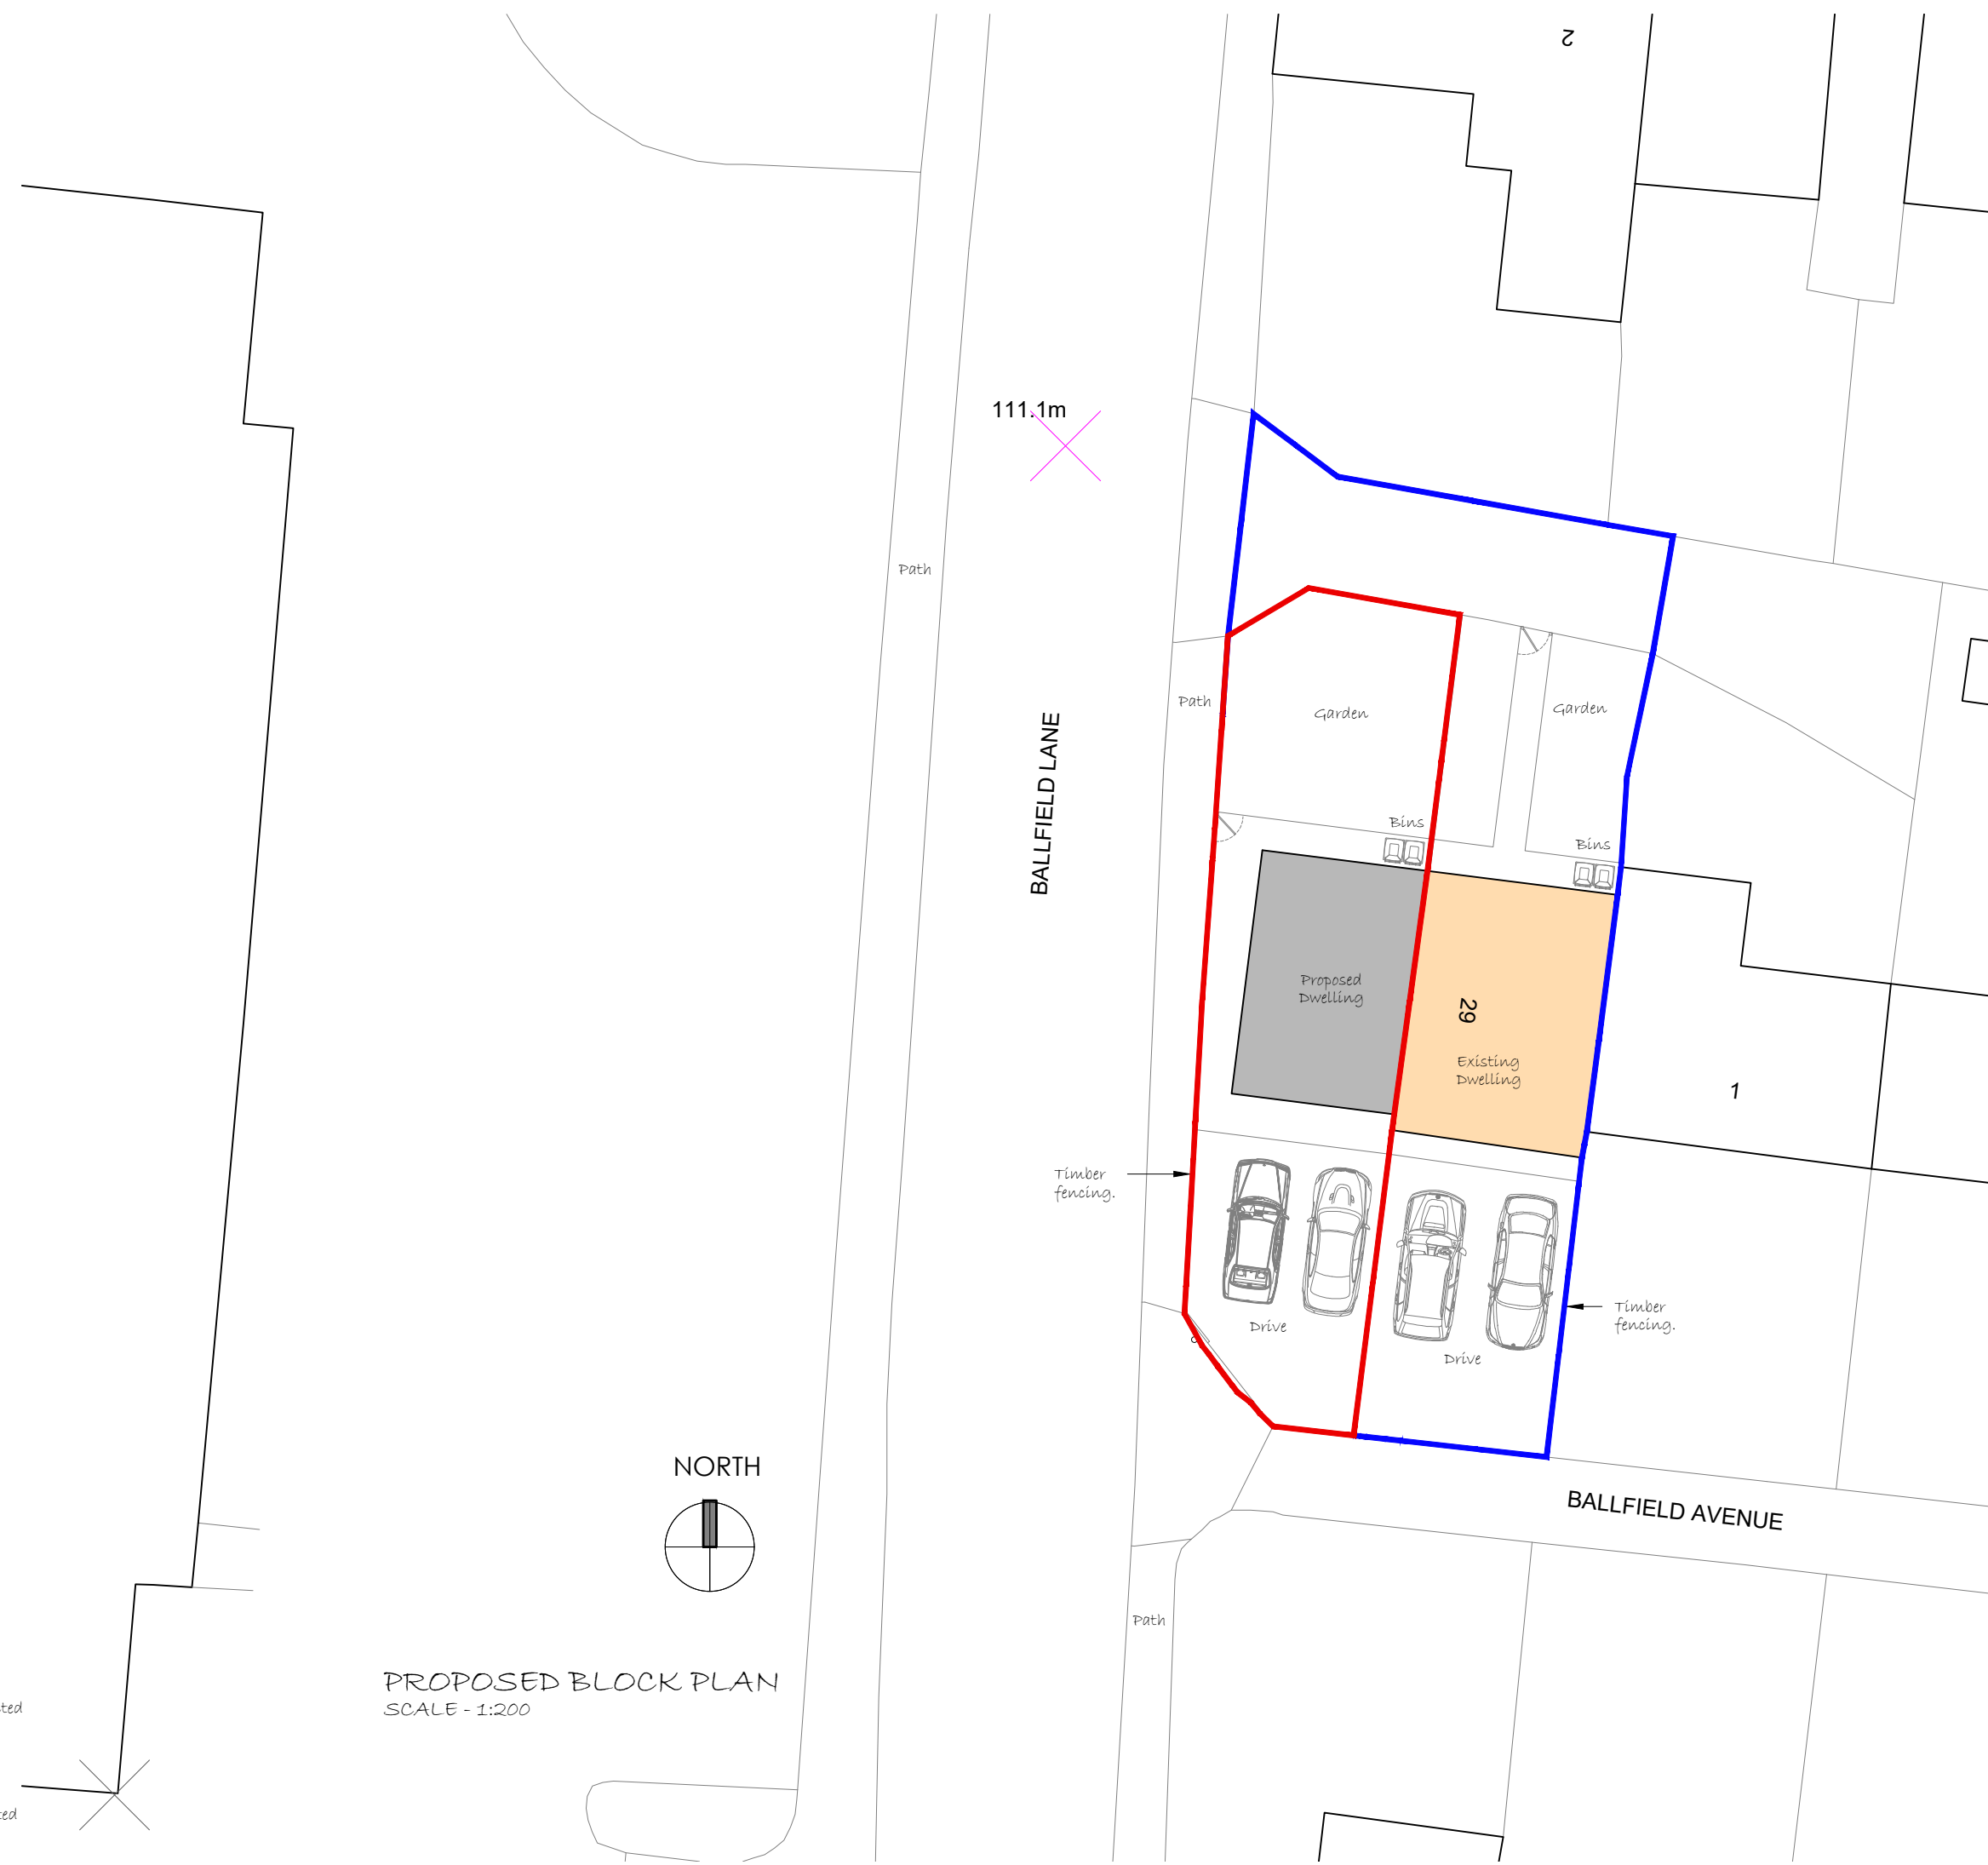 2
111.1m
Path
Path
Garden
Garden
BALLFIELD LANE
Bins
Bins
Proposed
Dwelling
29
Existing
Dwelling
1
Timber
fencing.
Timber
fencing.
Drive
Drive
NORTH
BALLFIELD AVENUE
Path
PROPOSED BLOCK PLAN
SCALE - 1:200